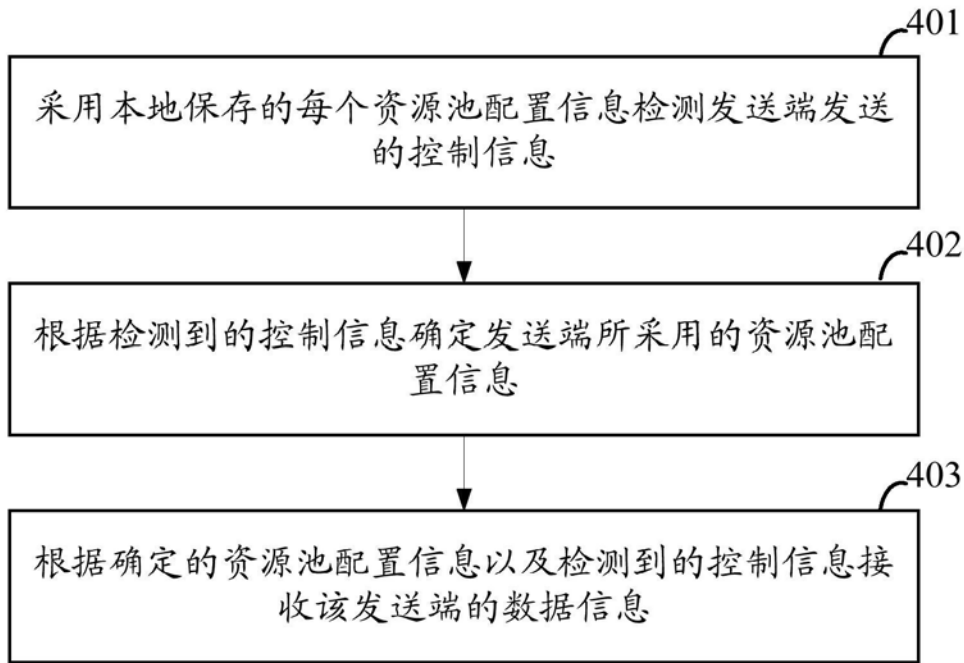 401
采用本地保存的每个资源池配置信息检测发送端发送
的控制信息
402
根据检测到的控制信息确定发送端所采用的资源池配
置信息
403
根据确定的资源池配置信息以及检测到的控制信息接
收该发送端的数据信息